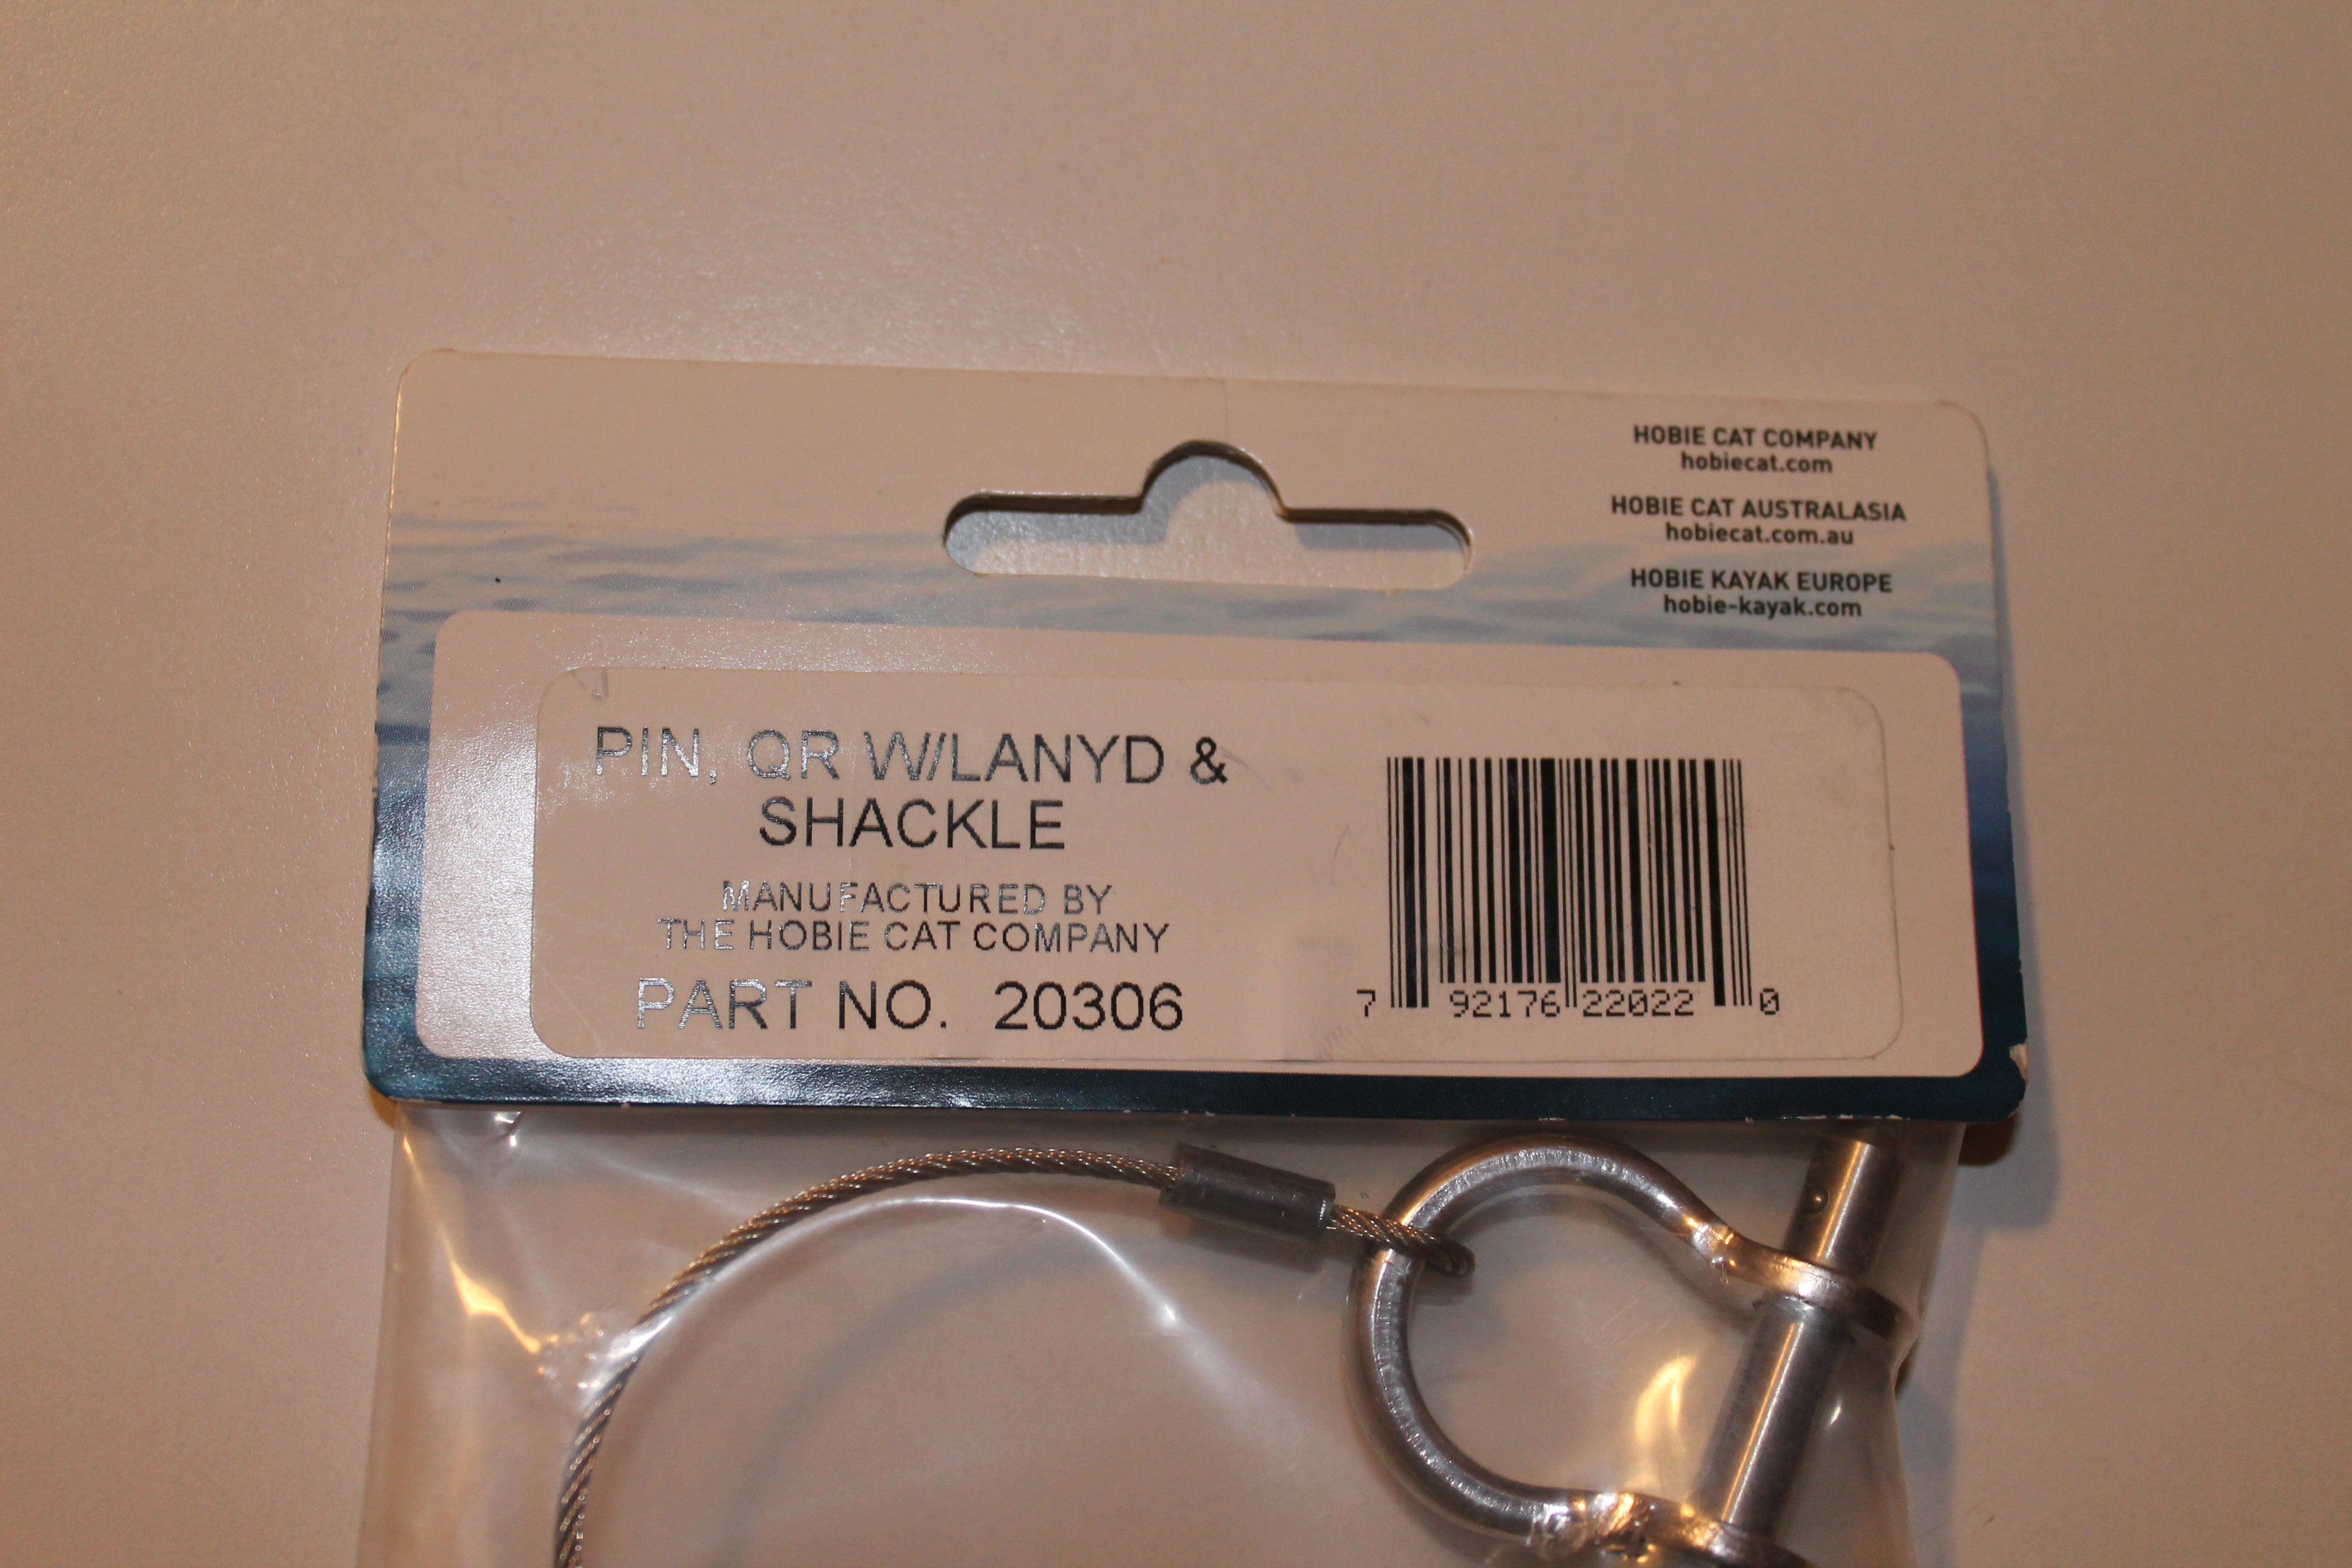 HOBIE CAT COMPANY
hobiecat.com
HOBIE CAT AUSTRALASIA
hobiecat.com.au
HOBIE KAYAK EUROPE
hobie-kayak.com
PIN, QR W/LANYD &
SHACKLE
MANUFACTURED BY
THE HOBIE CAT COMPANY
PART NO. 20306
7 92176 22022 0